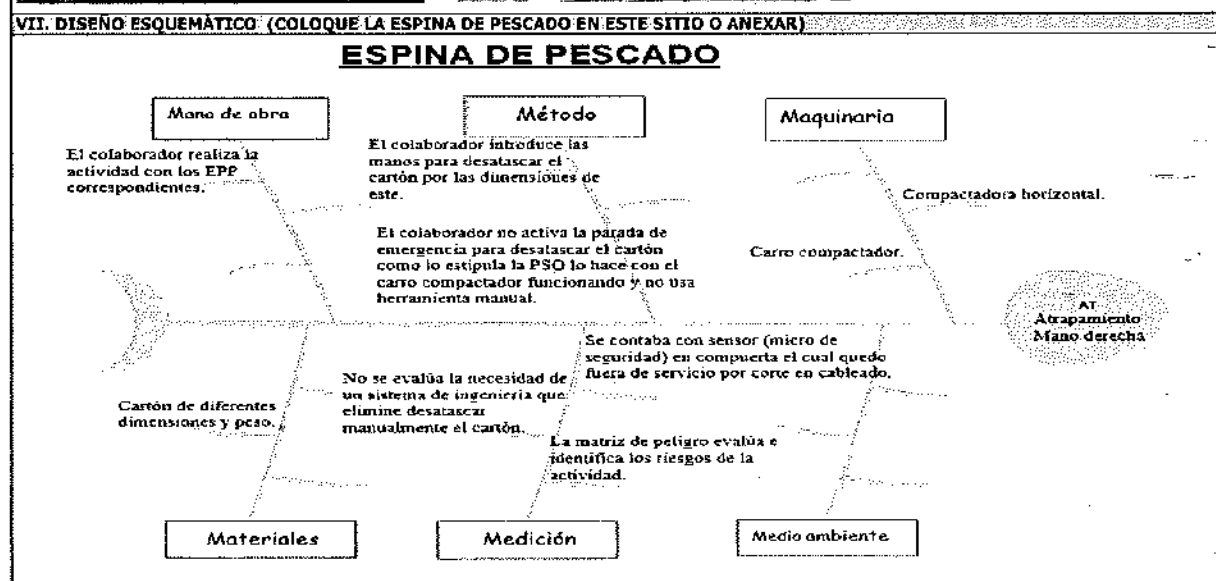 VII. DISEÑO ESQUEMÁTICO (COLOQUE LA ESPINA DE PESCADO EN ESTE SITIO O ANEXAR)
ESPINA DE PESCADO
Mano de obra
Método
Maquinaria
El colaborador realiza la
actividad con los EPP
correspondientes.
El colaborador introduce las
manos para desatascar el
cartón por las dimensiones de
este.
El colaborador no activa la parada de
emergencia para desatascar el cartón
como lo estipula la PSO lo hace con el
carro compactador funcionando y no usa
herramienta manual.
Compactadora horizontal.
Carro compactador.
AT
Atrapamiento
Mano derecha
Cartón de diferentes
dimensiones y peso.
No se evalúa la necesidad de
un sistema de ingeniería que
elimine desatascar
manualmente el cartón.
Se contaba con sensor (micro de
seguridad) en compuerta el cual quedo
fuera de servicio por corte en cableado.
La matriz de peligro evalúa e
identifica los riesgos de la
actividad.
Materiales
Medición
Medio ambiente